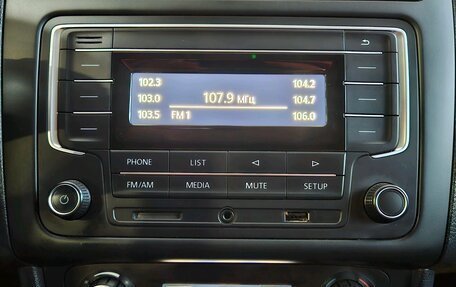 102.3 104.2
103.0 107.9 МГц 104.7
103.5 FM 1 106.0
PHONE LIST
FM/AM MEDIA MUTE SETUP